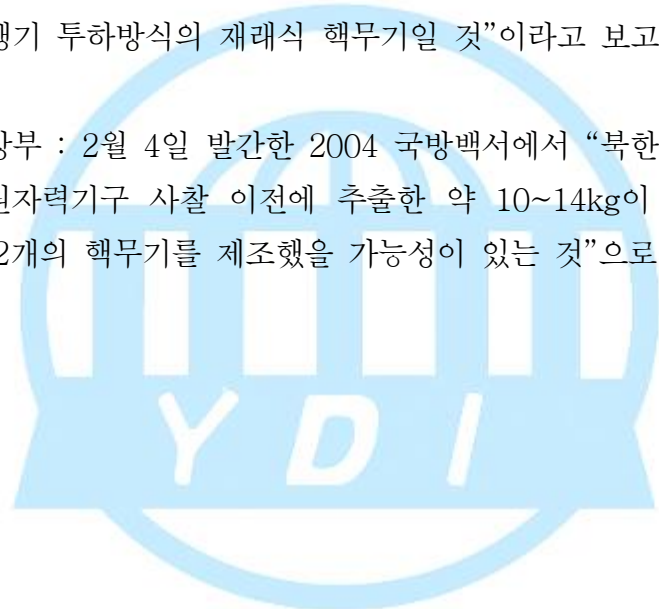 행기 투하방식의 재래식 핵무기일 것”이라고 보고
방부 : 2월 4일 발간한 2004 국방백서에서 “북한
원자력기구 사찰 이전에 추출한 약 10~14kg이
2개의 핵무기를 제조했을 가능성이 있는 것”으로
YDI